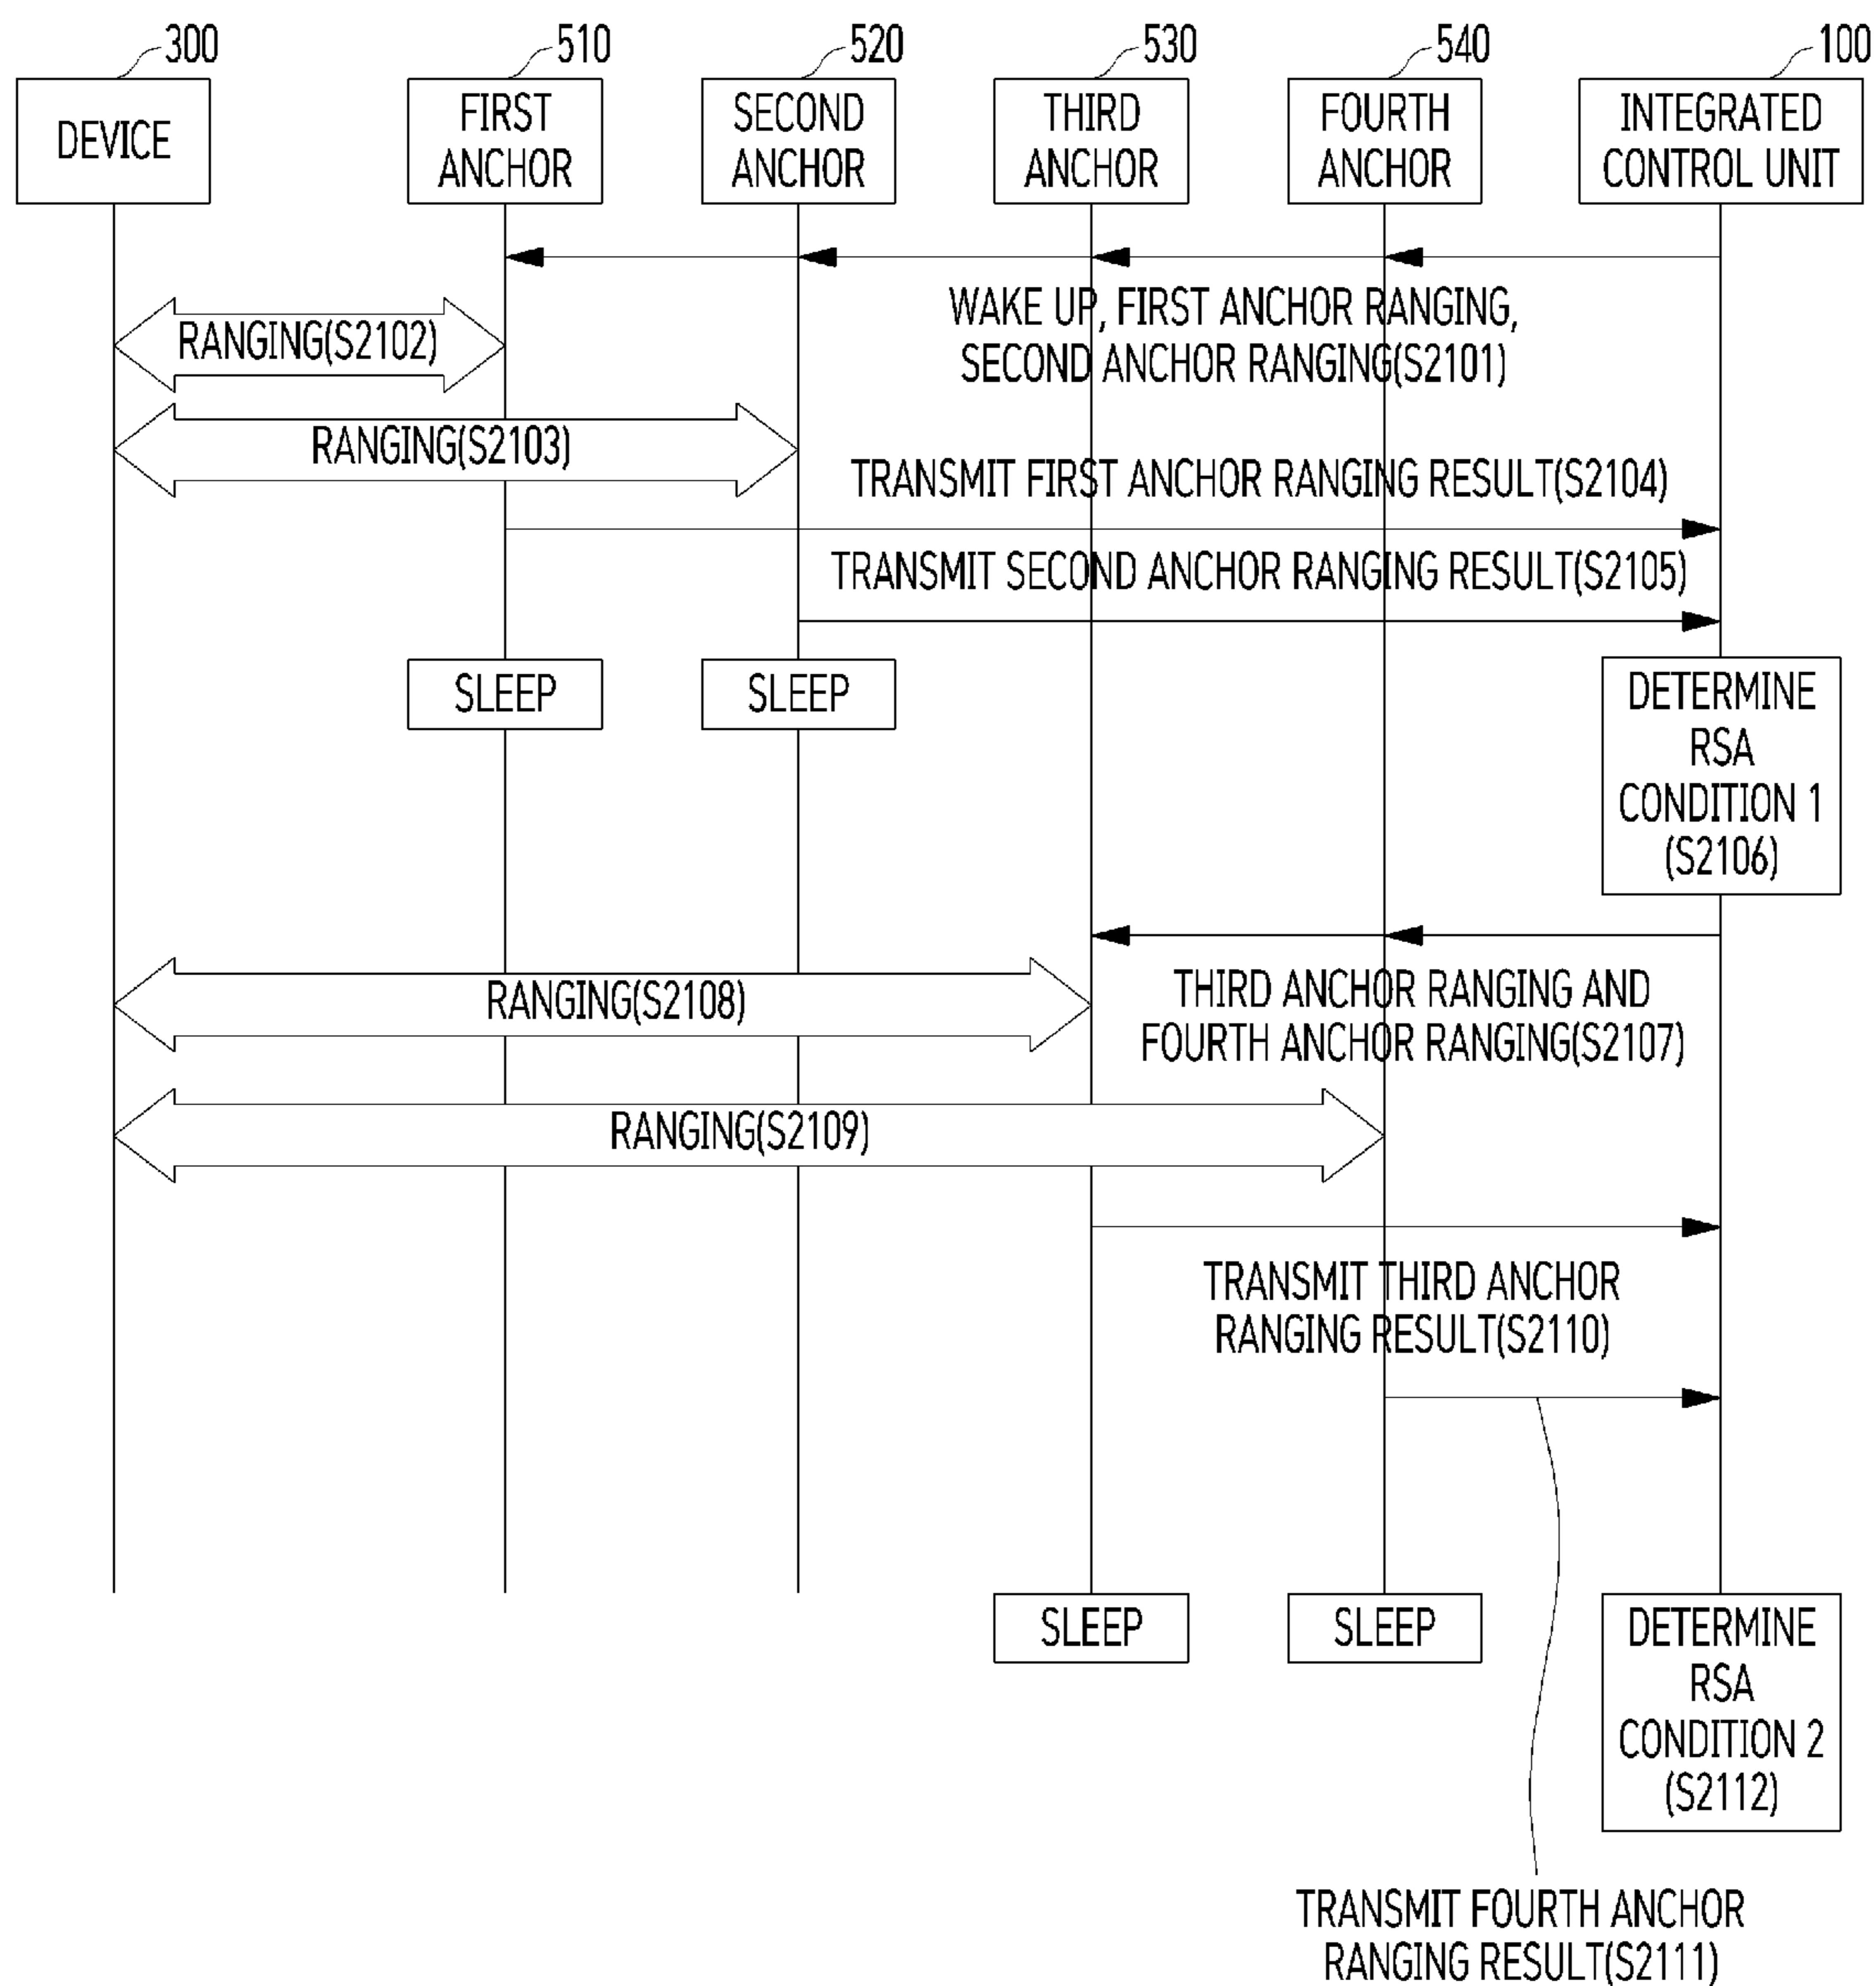 300
510
520
530
540
100
DEVICE
FIRST
ANCHOR
SECOND
ANCHOR
THIRD
ANCHOR
FOURTH
ANCHOR
INTEGRATED
CONTROL UNIT
WAKE UP, FIRST ANCHOR RANGING,
SECOND ANCHOR RANGING(S2101)
RANGING(S2102)
RANGING(S2103)
TRANSMIT FIRST ANCHOR RANGING RESULT(S2104)
TRANSMIT SECOND ANCHOR RANGING RESULT(S2105)
SLEEP
SLEEP
DETERMINE
RSA
CONDITION 1
(S2106)
THIRD ANCHOR RANGING AND
FOURTH ANCHOR RANGING(S2107)
RANGING(S2108)
RANGING(S2109)
TRANSMIT THIRD ANCHOR
RANGING RESULT(S2110)
SLEEP
SLEEP
DETERMINE
RSA
CONDITION 2
(S2112)
TRANSMIT FOURTH ANCHOR
RANGING RESULT(S2111)